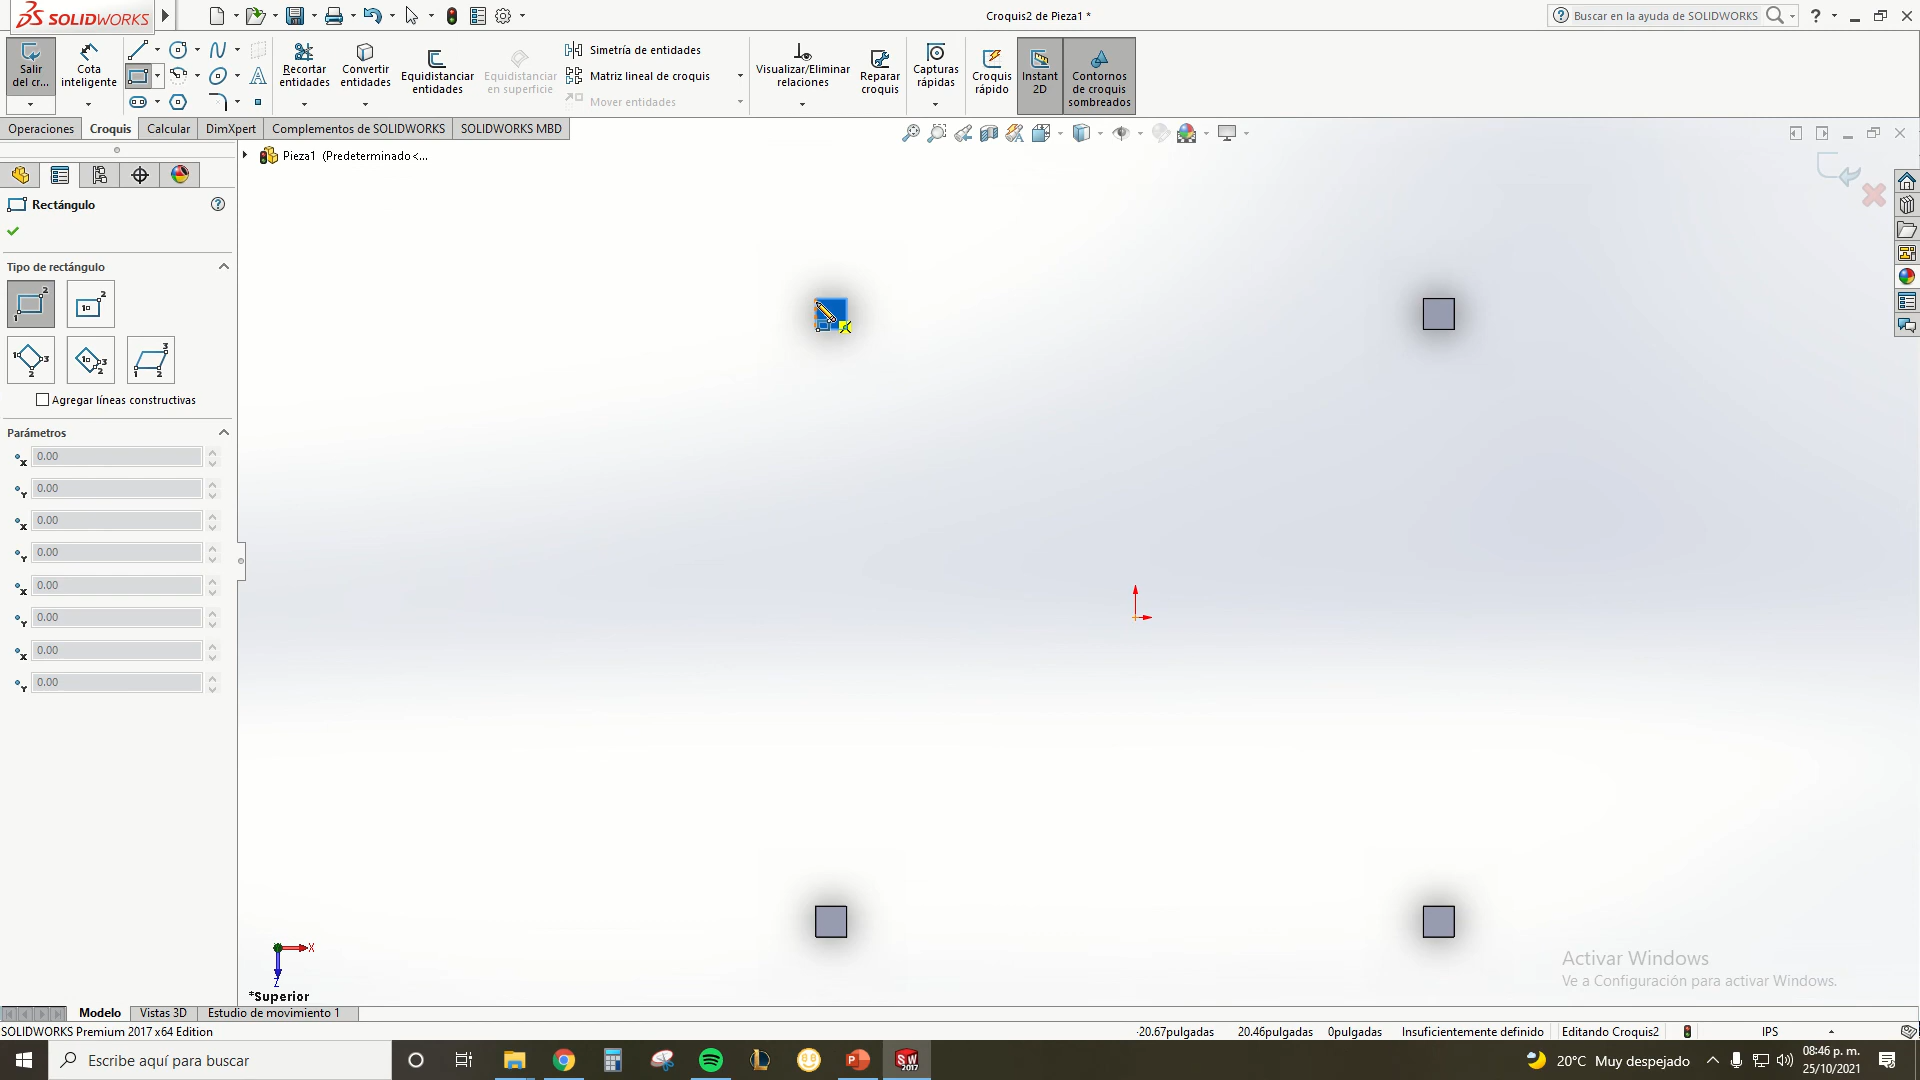 SOLIDWORKS
Croquis2 de Pieza1 *
Buscar en la ayuda de SOLIDWORKS
Salir del cr...
Cota inteligente
Recortar entidades
Convertir entidades
Equidistanciar entidades
Equidistanciar en superficie
Simetría de entidades
Matriz lineal de croquis
Mover entidades
Visualizar/Eliminar relaciones
Reparar croquis
Capturas rápidas
Croquis rápido
Instant 2D
Contornos de croquis sombreados
Operaciones
Croquis
Calcular
DimXpert
Complementos de SOLIDWORKS
SOLIDWORKS MBD
Pieza1 (Predeterminado<...
Rectángulo
Tipo de rectángulo
Agregar líneas constructivas
Parámetros
0.00
0.00
0.00
0.00
0.00
0.00
0.00
0.00
X
Z
*Superior
Activar Windows
Ve a Configuración para activar Windows.
Modelo
Vistas 3D
Estudio de movimiento 1
SOLIDWORKS Premium 2017 x64 Edition
-20.67pulgadas
20.46pulgadas
0pulgadas
Insuficientemente definido
Editando Croquis2
IPS
Escribe aquí para buscar
SW 2017
20°C Muy despejado
08:46 p. m.
25/10/2021